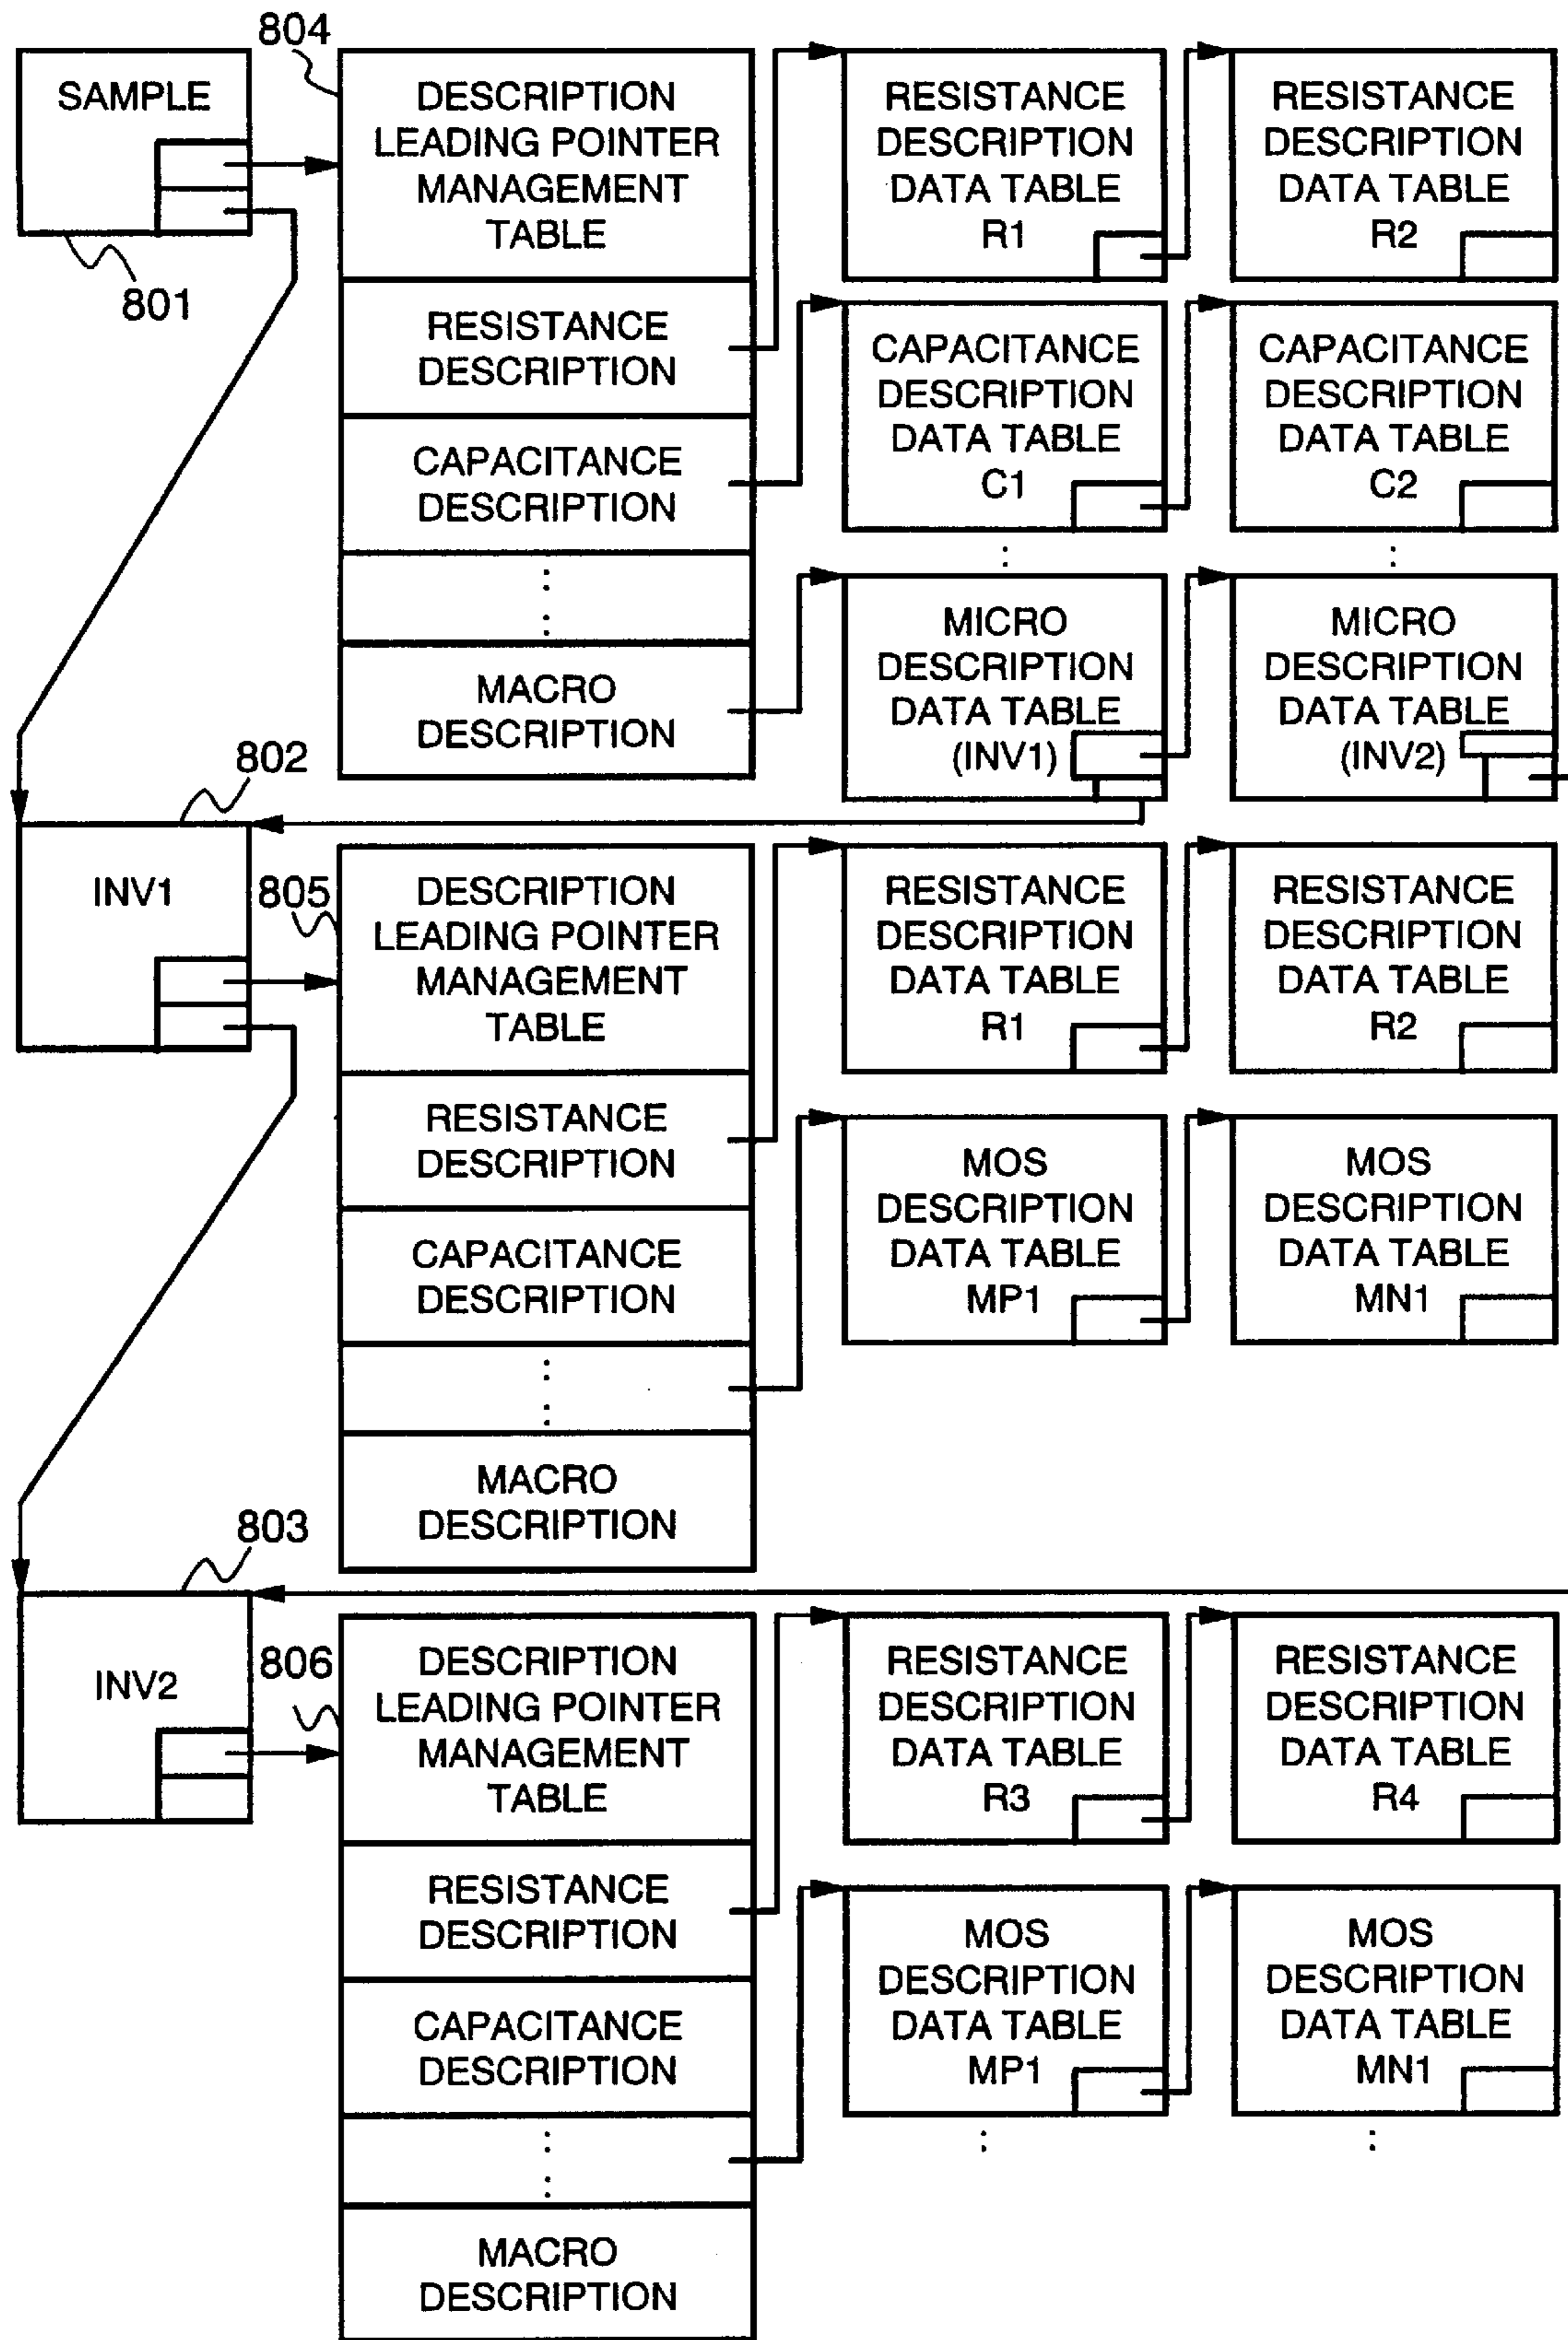 804
SAMPLE
801
DESCRIPTION
LEADING POINTER
MANAGEMENT
TABLE
RESISTANCE
DESCRIPTION
CAPACITANCE
DESCRIPTION
MACRO
DESCRIPTION
RESISTANCE
DESCRIPTION
DATA TABLE
R1
RESISTANCE
DESCRIPTION
DATA TABLE
R2
CAPACITANCE
DESCRIPTION
DATA TABLE
C1
CAPACITANCE
DESCRIPTION
DATA TABLE
C2
MICRO
DESCRIPTION
DATA TABLE
(INV1)
MICRO
DESCRIPTION
DATA TABLE
(INV2)
802
INV1
805
DESCRIPTION
LEADING POINTER
MANAGEMENT
TABLE
RESISTANCE
DESCRIPTION
CAPACITANCE
DESCRIPTION
MACRO
DESCRIPTION
RESISTANCE
DESCRIPTION
DATA TABLE
R1
RESISTANCE
DESCRIPTION
DATA TABLE
R2
MOS
DESCRIPTION
DATA TABLE
MP1
MOS
DESCRIPTION
DATA TABLE
MN1
803
INV2
806
DESCRIPTION
LEADING POINTER
MANAGEMENT
TABLE
RESISTANCE
DESCRIPTION
CAPACITANCE
DESCRIPTION
MACRO
DESCRIPTION
RESISTANCE
DESCRIPTION
DATA TABLE
R3
RESISTANCE
DESCRIPTION
DATA TABLE
R4
MOS
DESCRIPTION
DATA TABLE
MP1
MOS
DESCRIPTION
DATA TABLE
MN1